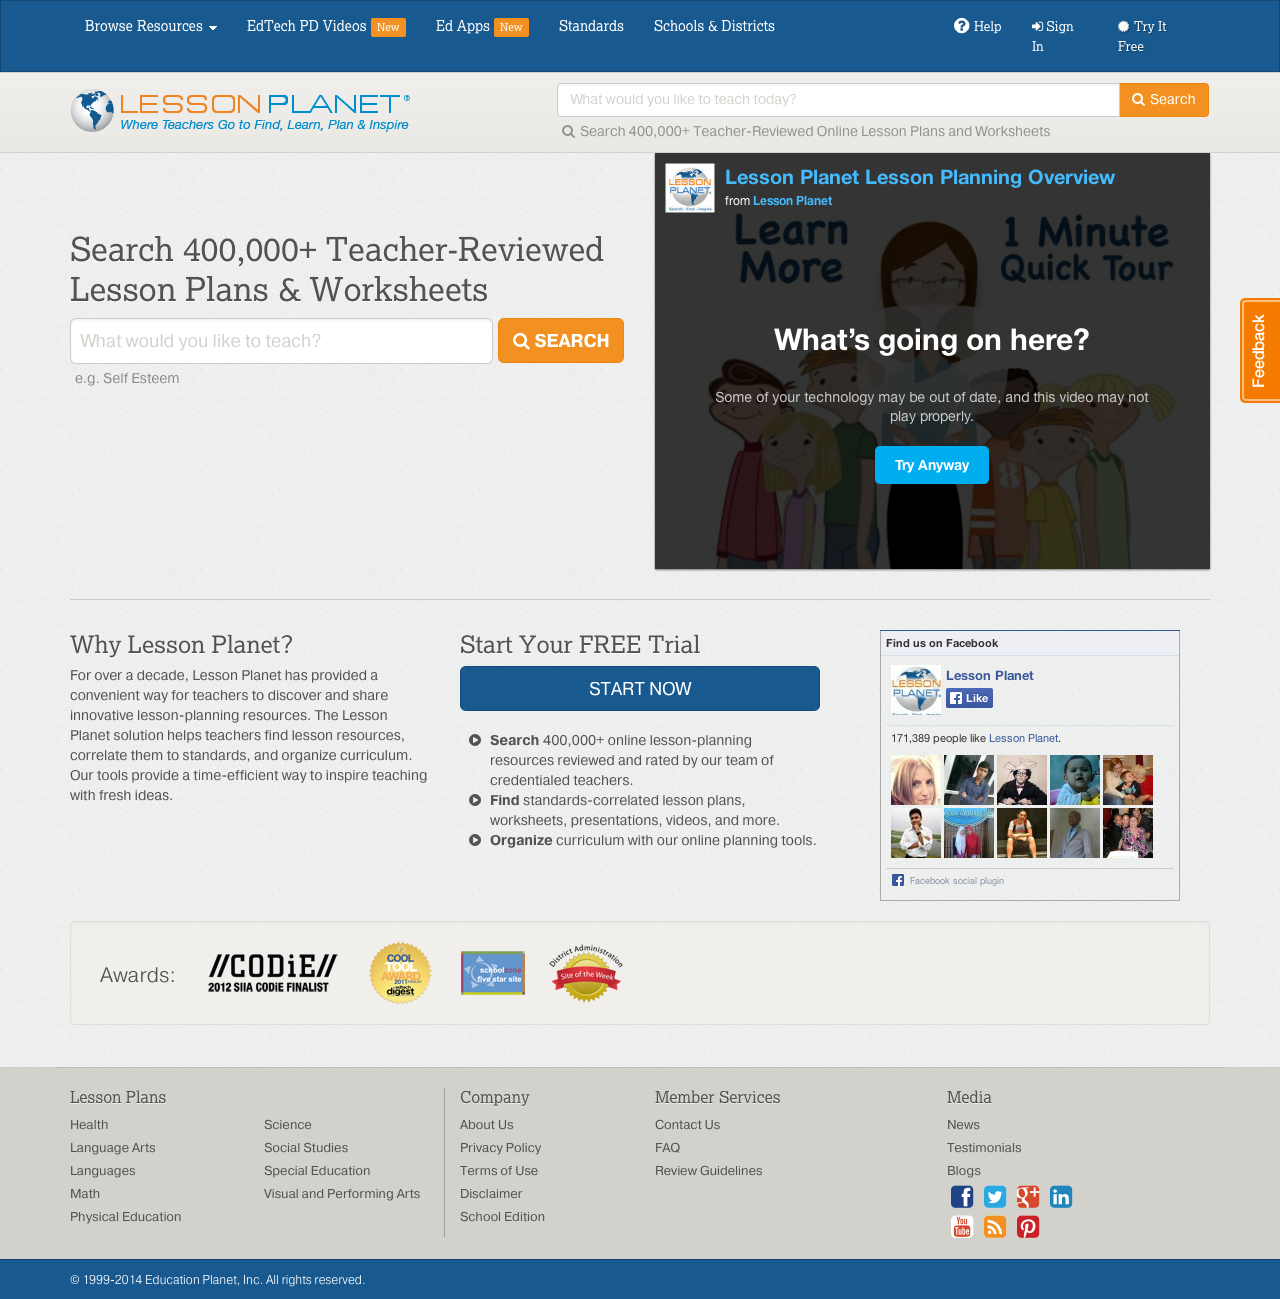 Browse Resources
EdTech PD Videos New
Ed Apps New
Standards
Schools & Districts
Help
Sign In
Try It Free
LESSON PLANET®
Where Teachers Go to Find, Learn, Plan & Inspire
What would you like to teach today?
Search
Search 400,000+ Teacher-Reviewed Online Lesson Plans and Worksheets
Search 400,000+ Teacher-Reviewed
Lesson Plans & Worksheets
What would you like to teach?
SEARCH
e.g. Self Esteem
LESSON PLANET
Search - Find - Inspire
Lesson Planet Lesson Planning Overview
from Lesson Planet
Learn More
1 Minute Quick Tour
What's going on here?
Some of your technology may be out of date, and this video may not
play properly.
Try Anyway
Feedback
Why Lesson Planet?
For over a decade, Lesson Planet has provided a
convenient way for teachers to discover and share
innovative lesson-planning resources. The Lesson
Planet solution helps teachers find lesson resources,
correlate them to standards, and organize curriculum.
Our tools provide a time-efficient way to inspire teaching
with fresh ideas.
Start Your FREE Trial
START NOW
Search 400,000+ online lesson-planning
resources reviewed and rated by our team of
credentialed teachers.
Find standards-correlated lesson plans,
worksheets, presentations, videos, and more.
Organize curriculum with our online planning tools.
Find us on Facebook
LESSON PLANET
Lesson Planet
Like
171,389 people like Lesson Planet.
Facebook social plugin
Awards:
//CODiE//
2012 SIIA CODiE FINALIST
COOL TOOL AWARD 2011
edtech digest
schoolzone
five star site
District Administration
Site of the Week
Lesson Plans
Health
Language Arts
Languages
Math
Physical Education
Science
Social Studies
Special Education
Visual and Performing Arts
Company
About Us
Privacy Policy
Terms of Use
Disclaimer
School Edition
Member Services
Contact Us
FAQ
Review Guidelines
Media
News
Testimonials
Blogs
You Tube
© 1999-2014 Education Planet, Inc. All rights reserved.